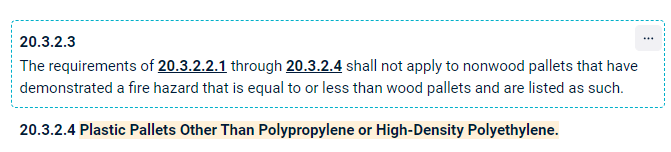 20.3.2.3
The requirements of 20.3.2.2.1 through 20.3.2.4 shall not apply to nonwood pallets that have
demonstrated a fire hazard that is equal to or less than wood pallets and are listed as such.
20.3.2.4 Plastic Pallets Other Than Polypropylene or High-Density Polyethylene.